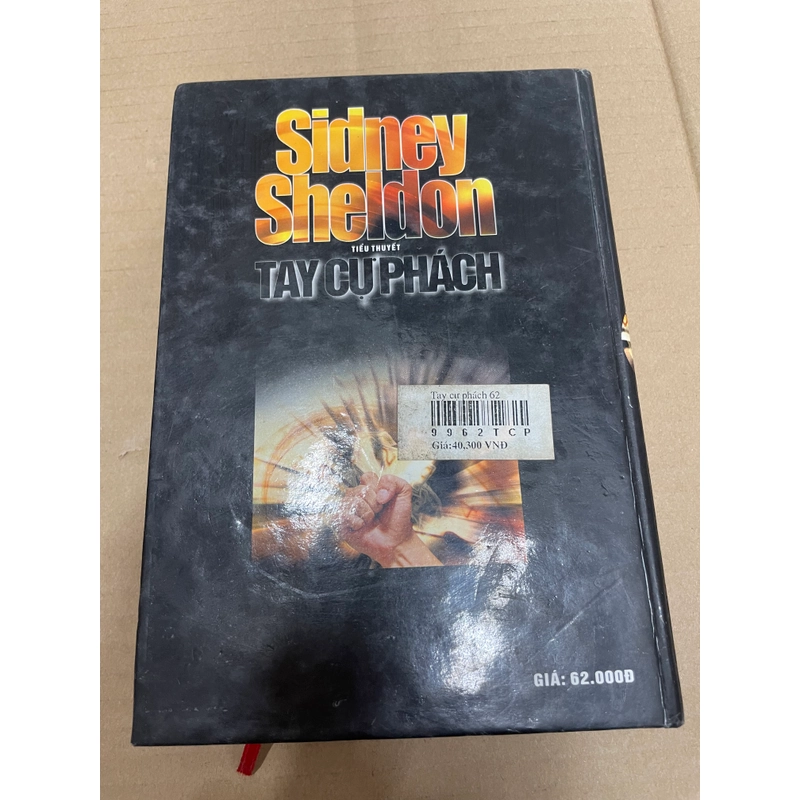 Sidney
Sheldon
TIỂU THUYẾT
TAY CỰ PHÁCH
Tay cự phách 62
9962TCP
Giá:40,300 VNĐ
GIÁ: 62.000Đ